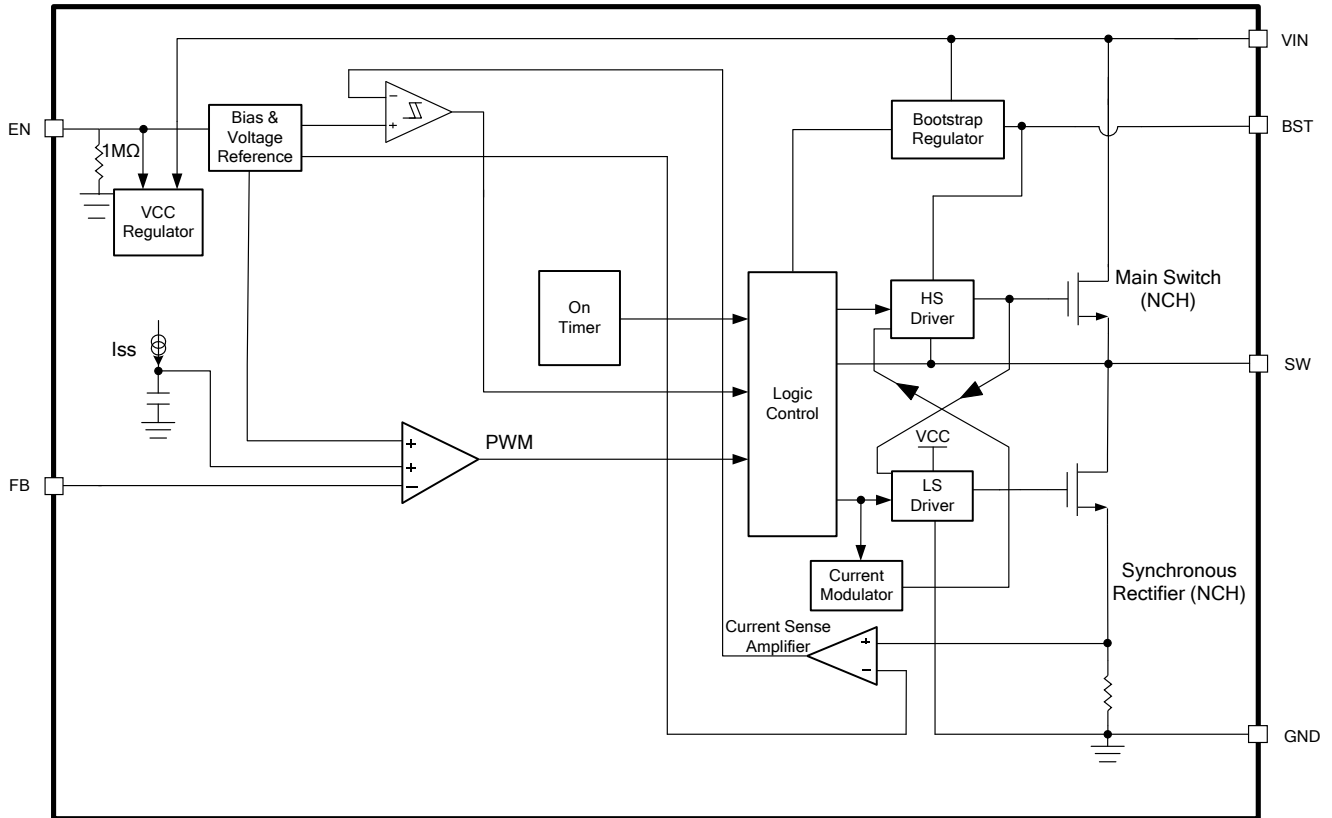 VIN
EN
Bias &
Voltage
Reference
-
+
Bootstrap
Regulator
BST
1MΩ
VCC
Regulator
On
Timer
HS
Driver
Main Switch
(NCH)
Iss
SW
Logic
Control
+
+
-
PWM
FB
VCC
LS
Driver
Current
Modulator
Synchronous
Rectifier (NCH)
Current Sense
Amplifier
+
-
GND